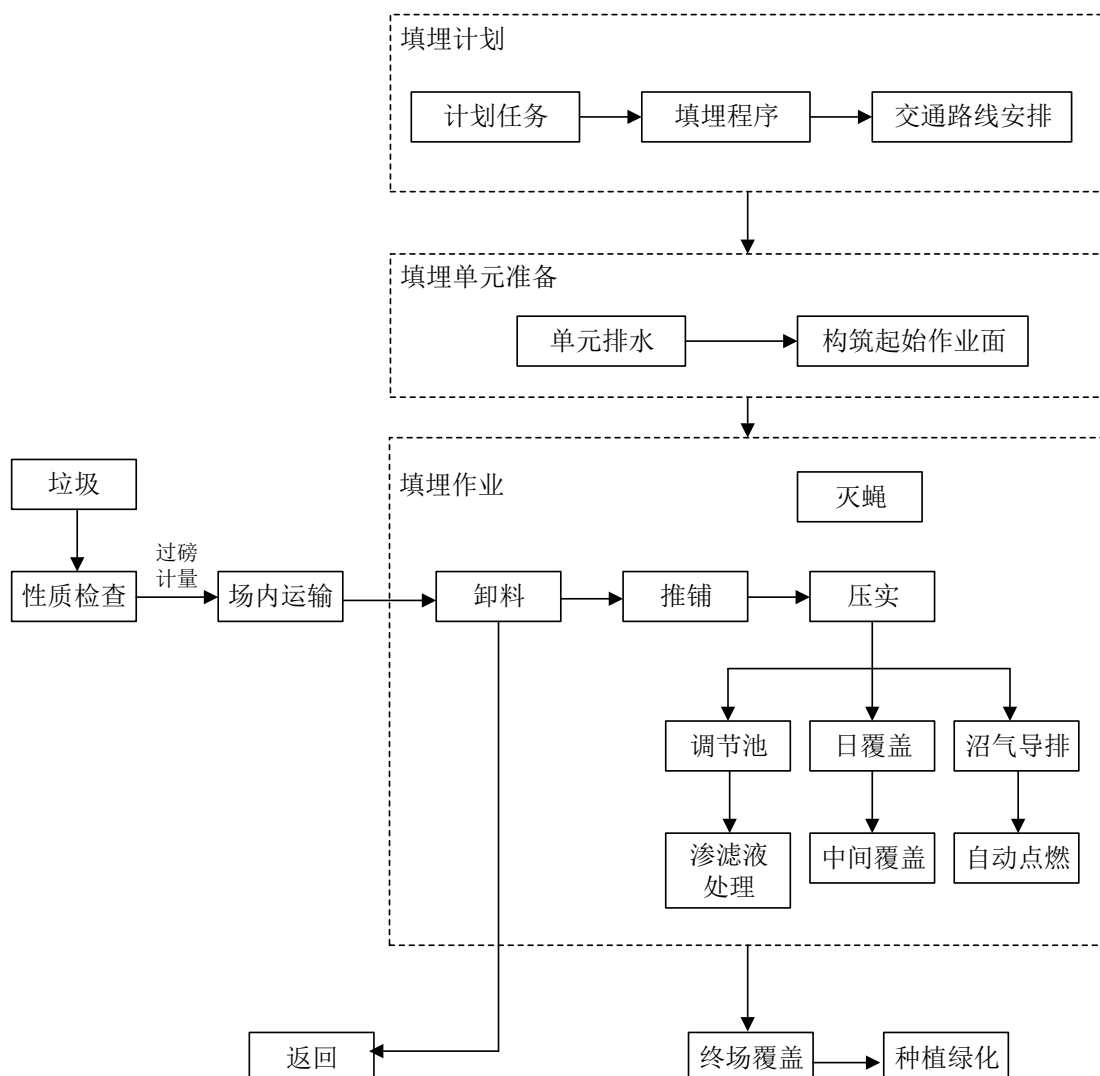 填埋计划
计划任务
填埋程序
交通路线安排
填埋单元准备
单元排水
构筑起始作业面
填埋作业
灭蝇
垃圾
性质检查
过磅
计量
场内运输
卸料
推铺
压实
调节池
日覆盖
沼气导排
渗滤液
处理
中间覆盖
自动点燃
返回
终场覆盖
种植绿化